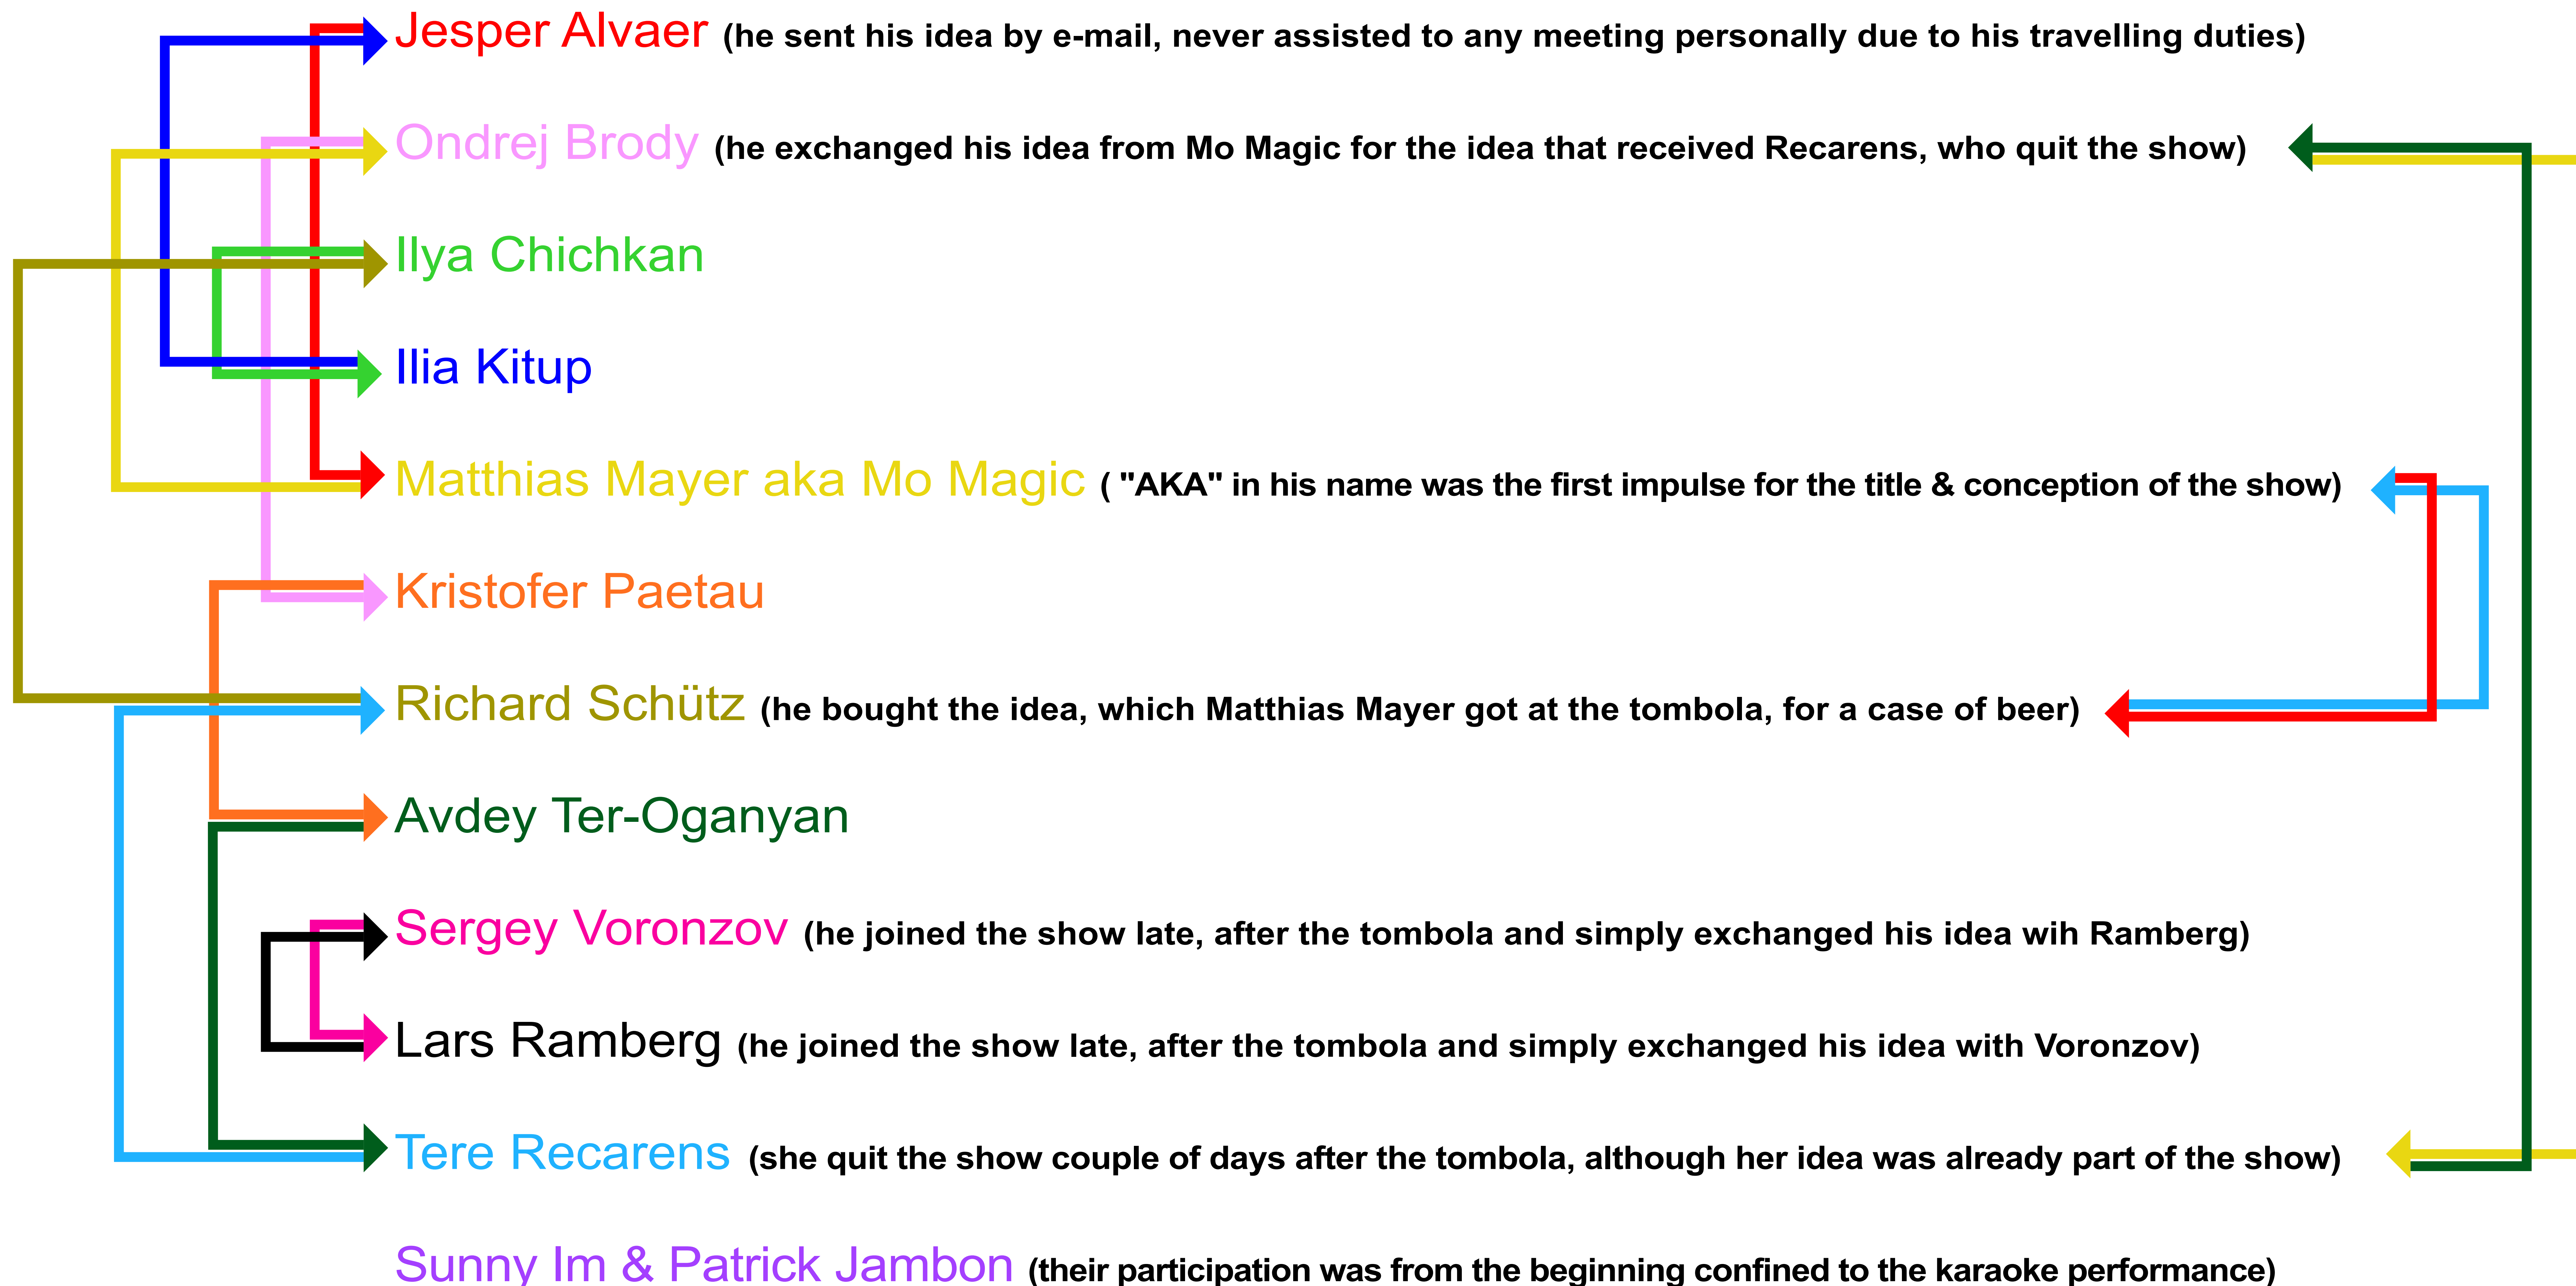 Jesper Alvaer (he sent his idea by e-mail, never assisted to any meeting personally due to his travelling duties)
Ondrej Brody (he exchanged his idea from Mo Magic for the idea that received Recarens, who quit the show)
Ilya Chichkan
Ilia Kitup
Matthias Mayer aka Mo Magic ( "AKA" in his name was the first impulse for the title & conception of the show)
Kristofer Paetau
Richard Schütz (he bought the idea, which Matthias Mayer got at the tombola, for a case of beer)
Avdey Ter-Oganyan
Sergey Voronzov (he joined the show late, after the tombola and simply exchanged his idea wih Ramberg)
Lars Ramberg (he joined the show late, after the tombola and simply exchanged his idea with Voronzov)
Tere Recarens (she quit the show couple of days after the tombola, although her idea was already part of the show)
Sunny Im & Patrick Jambon (their participation was from the beginning confined to the karaoke performance)